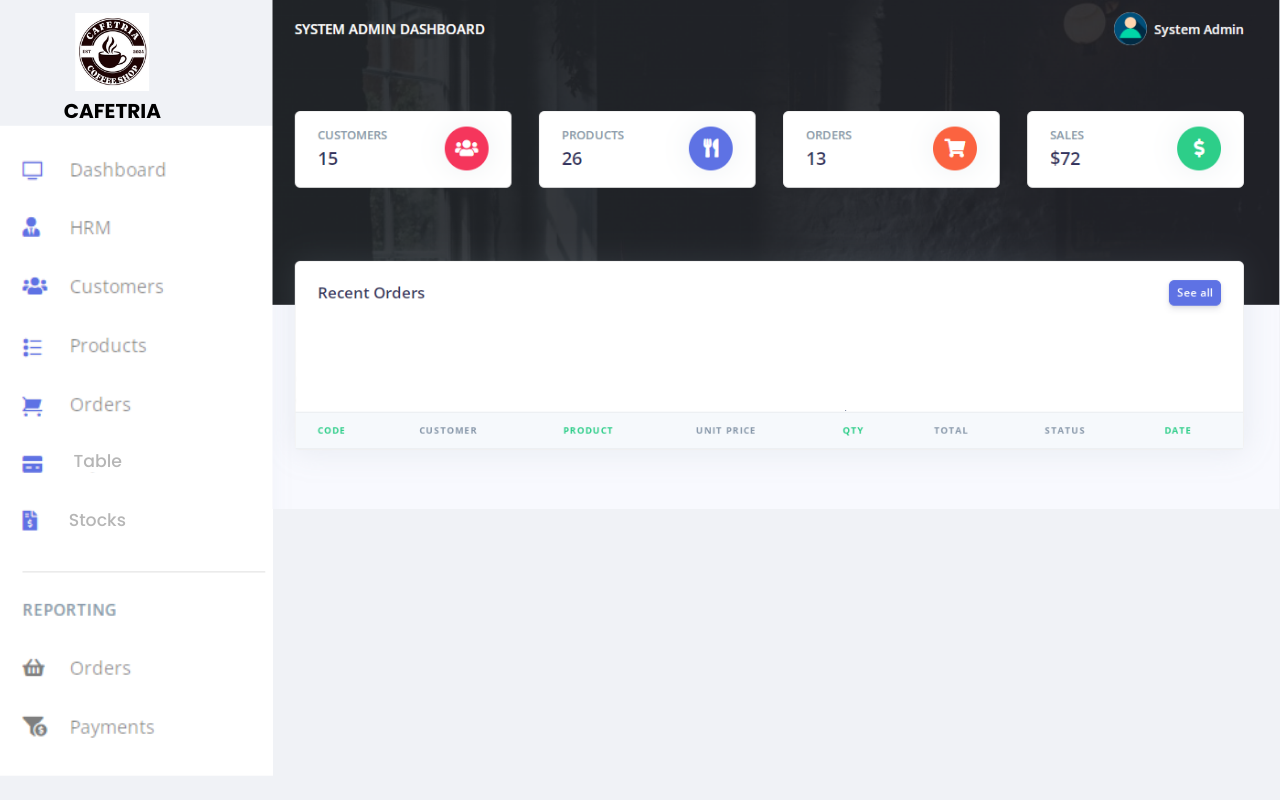 CAFETRIA
EST 2021
COFFEE SHOP
CAFETRIA
Dashboard
HRM
Customers
Products
Orders
Table
Stocks
REPORTING
Orders
Payments
SYSTEM ADMIN DASHBOARD
System Admin
CUSTOMERS
15
PRODUCTS
26
ORDERS
13
SALES
$72
Recent Orders
See all
CODE CUSTOMER PRODUCT UNIT PRICE QTY TOTAL STATUS DATE